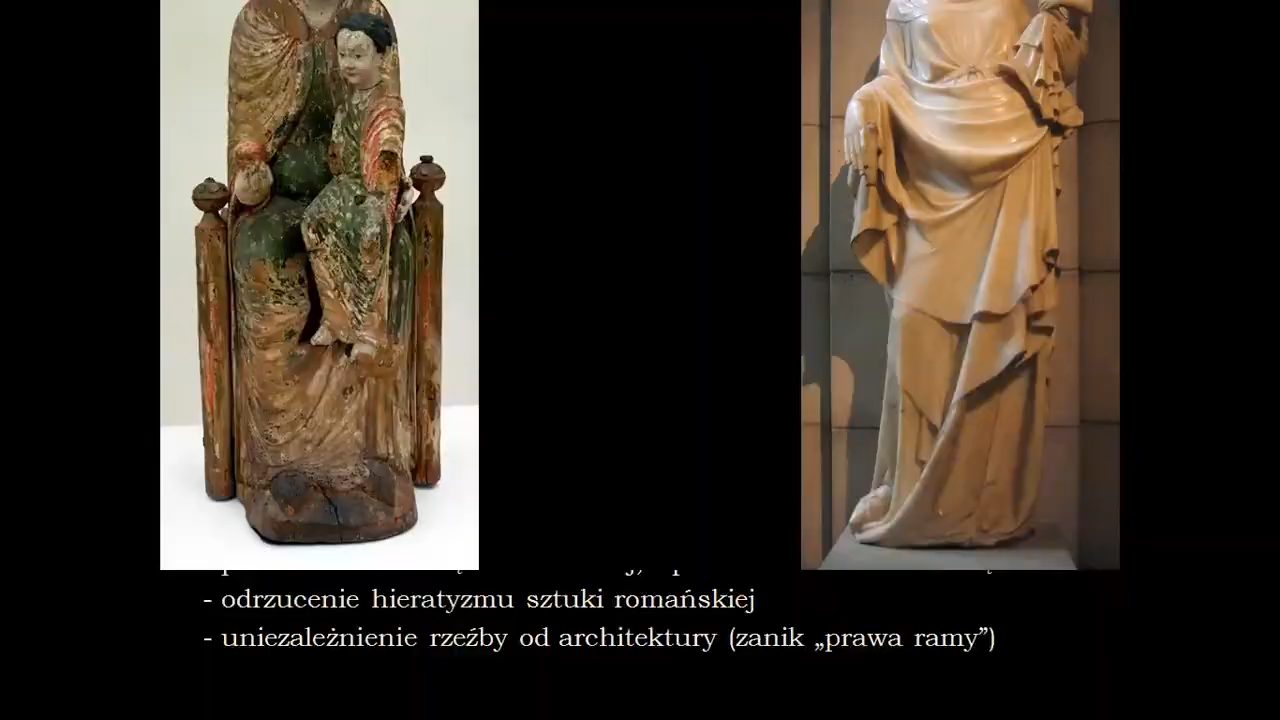 - odrzucenie hieratyzmu sztuki romańskiej
- uniezależnienie rzeźby od architektury (zanik „prawa ramy”)